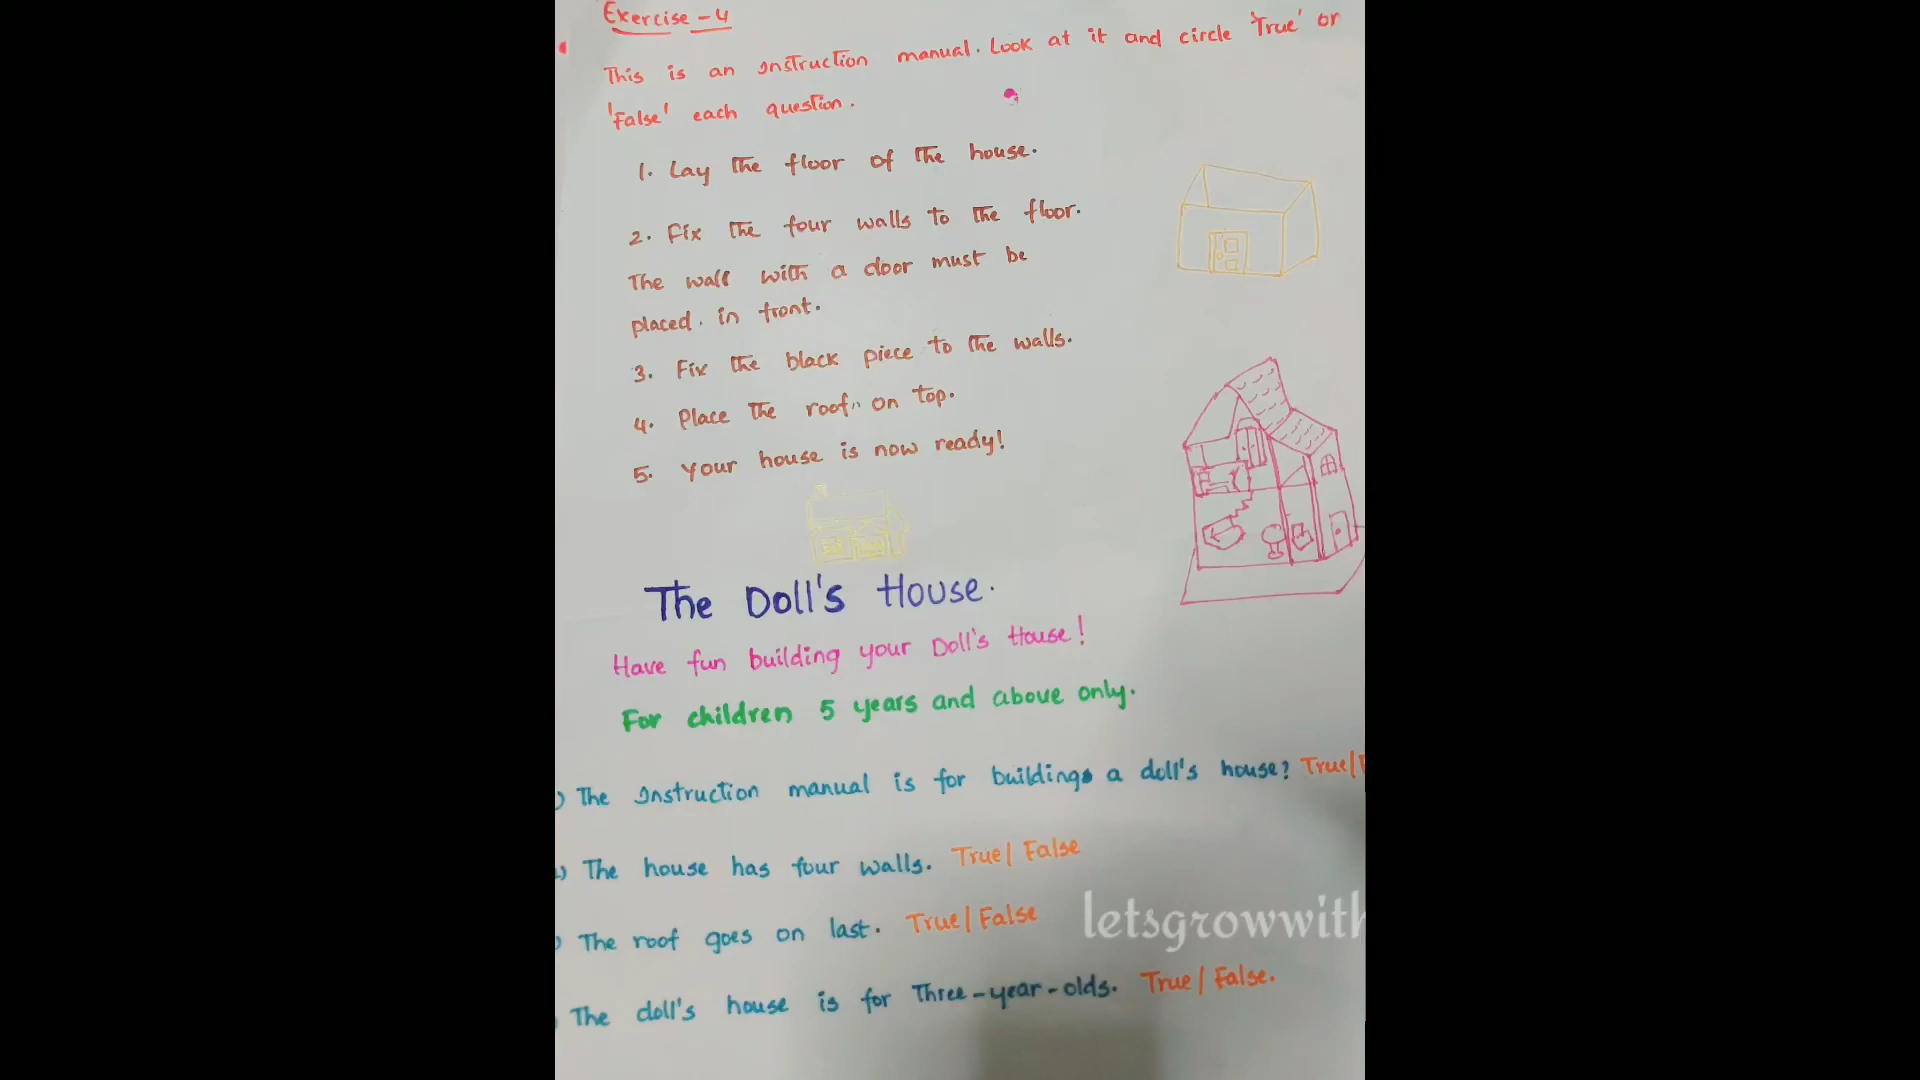 Exercise - 4
This is an Instruction manual. Look at it and circle 'True' or
'False' each question.
1. Lay the floor of the house.
2. Fix the four walls to the floor.
The wall with a door must be
placed. in front.
3. Fix the black piece to the walls.
4. Place the roof on top.
5. Your house is now ready!
The Doll's House.
Have fun building your Doll's House!
For children 5 years and above only.
) The Instruction manual is for buildings a doll's house? True/
) The house has four walls. True/False
) The roof goes on last. True/False
letsgrowwith
The doll's house is for Three-year-olds. True/False.